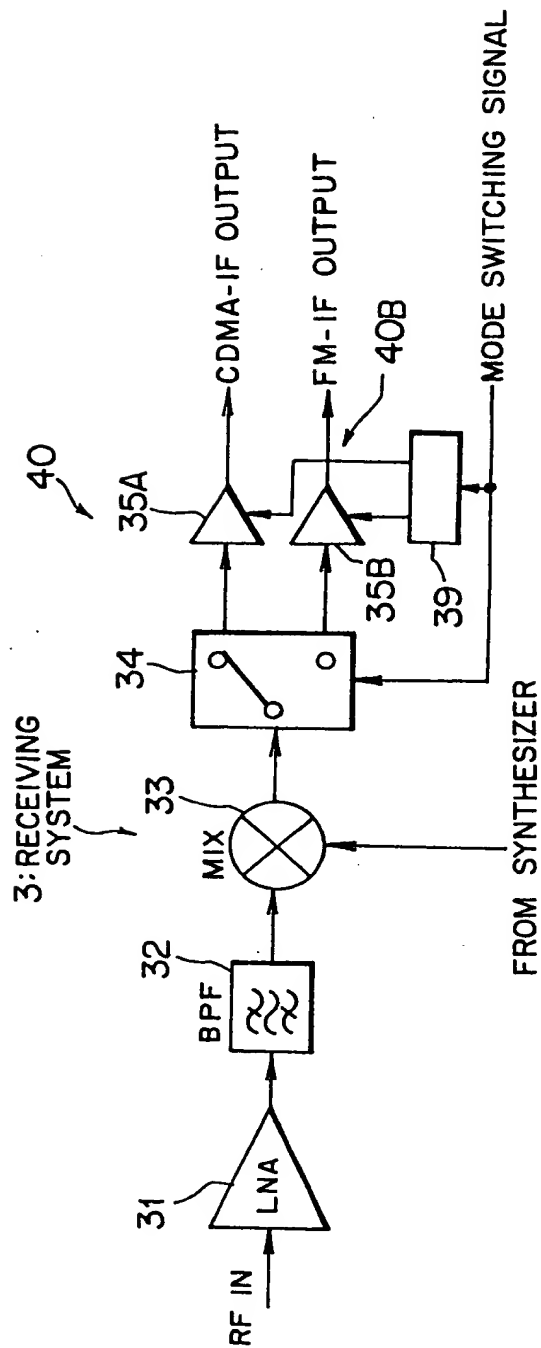 3:RECEIVING
SYSTEM
40
RF IN
31
LNA
32
BPF
33
MIX
34
35A
35B
CDMA-IF OUTPUT
FM-IF OUTPUT
40B
39
MODE SWITCHING SIGNAL
FROM SYNTHESIZER